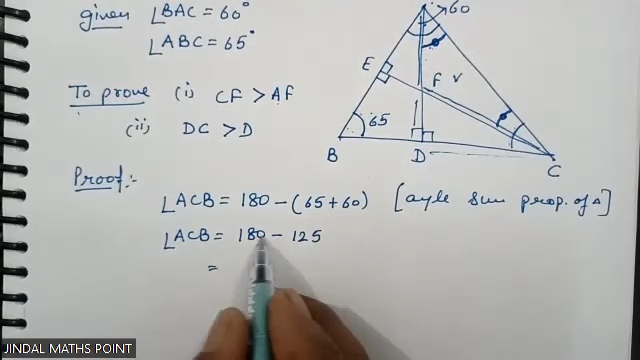 given ∠BAC = 60°
∠ABC = 65°
To prove (i) CF > AF
(ii) DC > D
60
E
F
65
B
D
C
Proof:-
∠ACB = 180 - (65+60) [angle sum prop. of △]
∠ACB = 180 - 125
=
JINDAL MATHS POINT